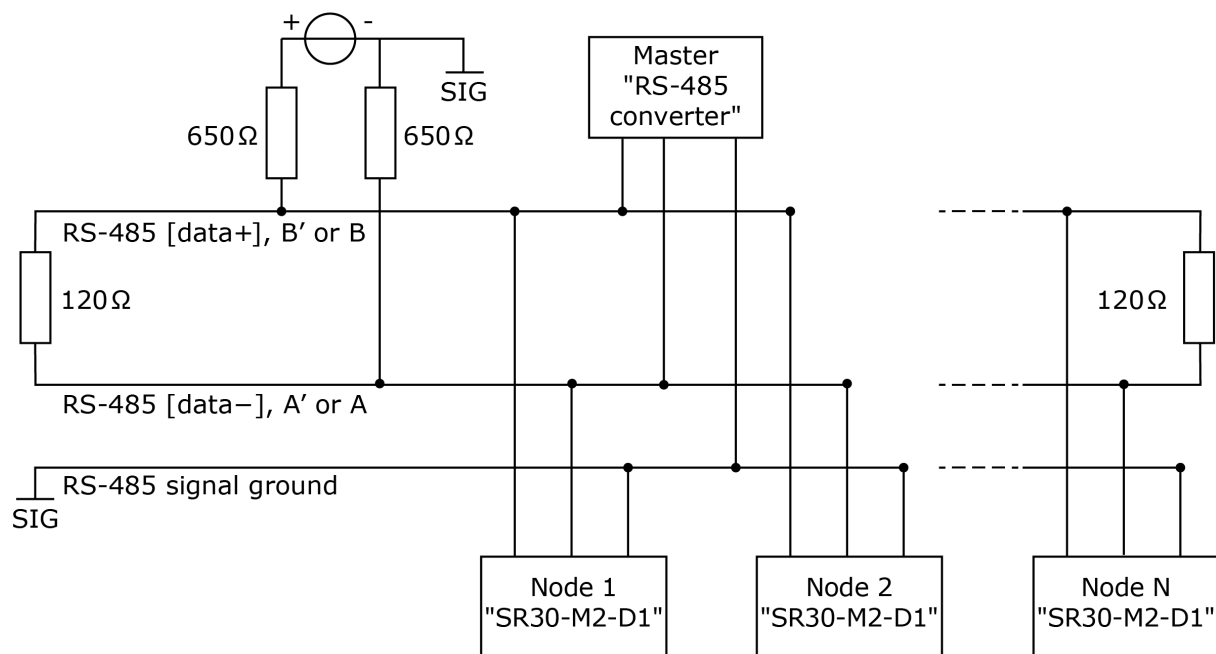 + -
SIG
650Ω
650Ω
Master
"RS-485
converter"
RS-485 [data+], B’ or B
120Ω
120Ω
RS-485 [data−], A’ or A
RS-485 signal ground
SIG
Node 1
"SR30-M2-D1"
Node 2
"SR30-M2-D1"
Node N
"SR30-M2-D1"